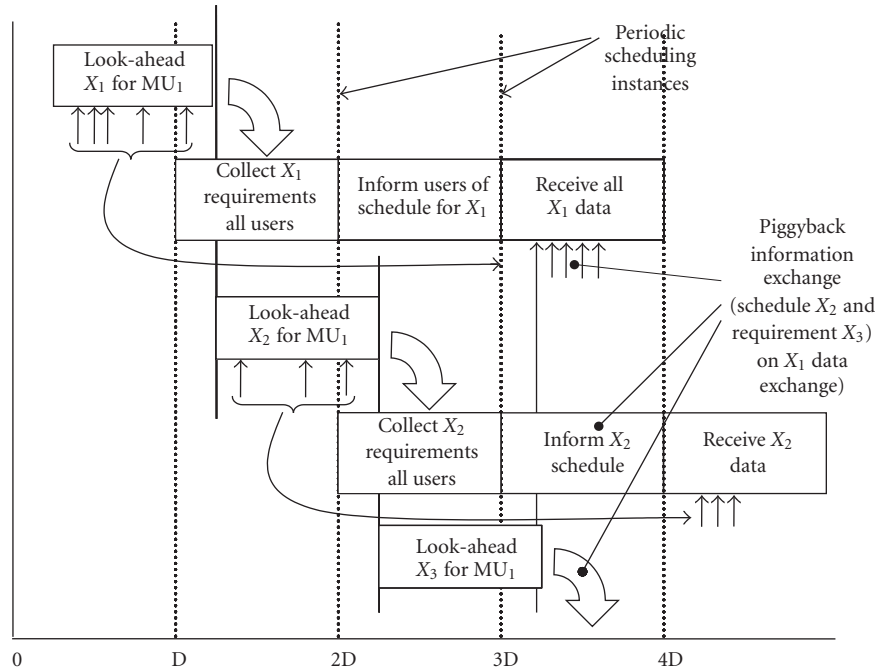 Look-ahead
X₁ for MU₁
Periodic
scheduling
instances
Collect X₁
requirements
all users
Inform users of
schedule for X₁
Receive all
X₁ data
Piggyback
information
exchange
(schedule X₂ and
requirement X₃)
on X₁ data
exchange)
Look-ahead
X₂ for MU₁
Collect X₂
requirements
all users
Inform X₂
schedule
Receive X₂
data
Look-ahead
X₃ for MU₁
0
D
2D
3D
4D